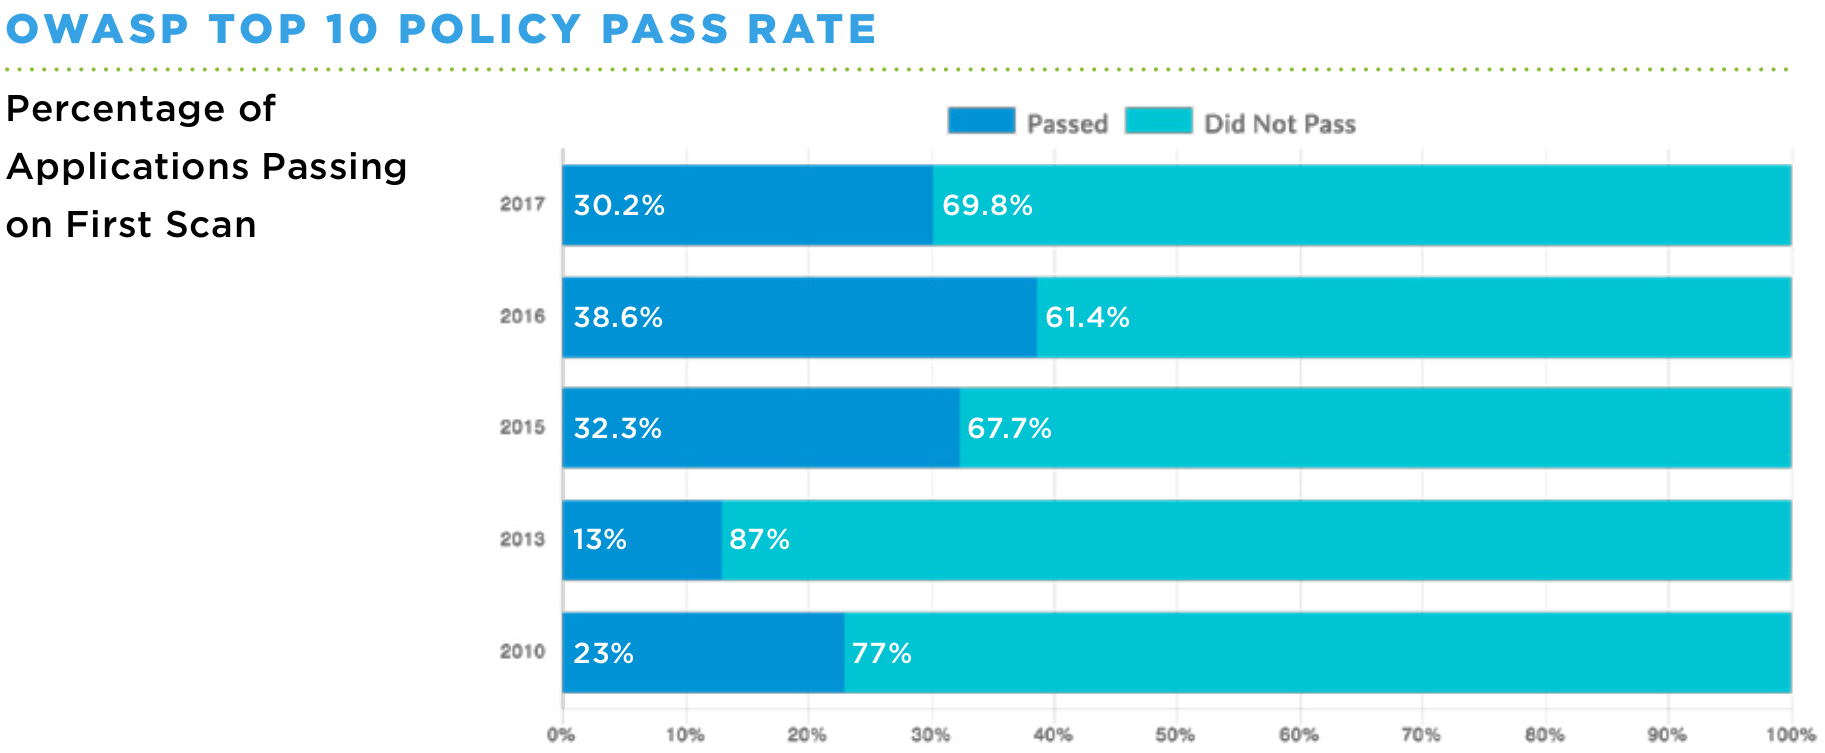 OWASP TOP 10 POLICY PASS RATE
Percentage of
Applications Passing
on First Scan
Passed Did Not Pass
2017 30.2% 69.8%
2016 38.6% 61.4%
2015 32.3% 67.7%
2013 13% 87%
2010 23% 77%
0% 10% 20% 30% 40% 50% 60% 70% 80% 90% 100%